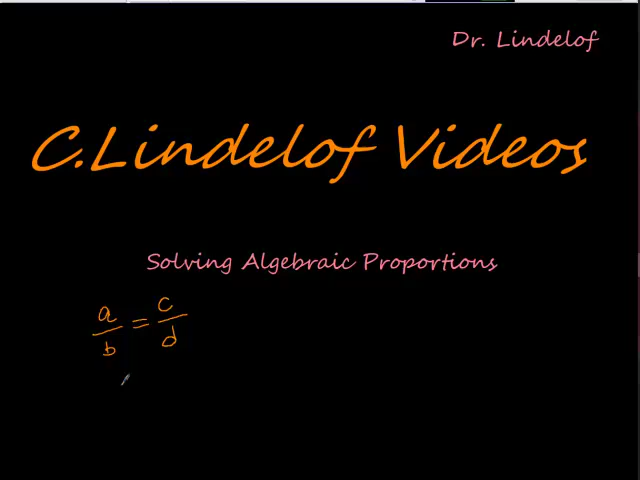 Dr. Lindelof
C.Lindelof Videos
Solving Algebraic Proportions
a/b = c/d